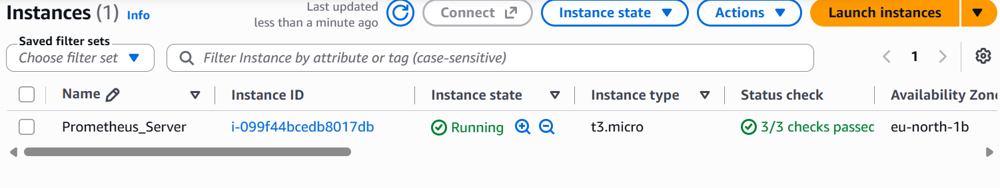 Instances (1) Info
Last updated
less than a minute ago
Connect
Instance state
Actions
Launch instances
Saved filter sets
Choose filter set
Filter Instance by attribute or tag (case-sensitive)
1
Name Instance ID Instance state Instance type Status check Availability Zone
Prometheus_Server i-099f44bcedb8017db Running t3.micro 3/3 checks passed eu-north-1b